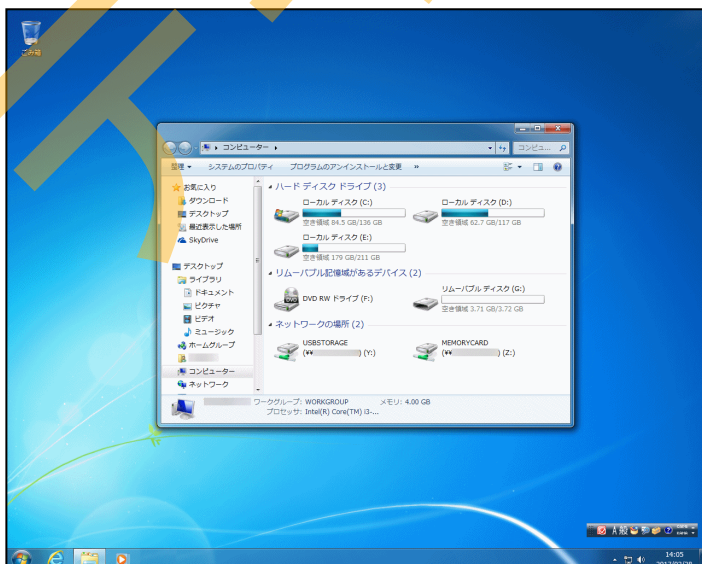 ごみ箱
コンピューター
コンピュ...
整理
システムのプロパティ
プログラムのアンインストールと変更
»
お気に入り
ダウンロード
デスクトップ
最近表示した場所
SkyDrive
デスクトップ
ライブラリ
ドキュメント
ピクチャ
ビデオ
ミュージック
ホームグループ
コンピューター
ネットワーク
ハード ディスク ドライブ (3)
ローカル ディスク (C:)
空き領域 84.5 GB/136 GB
ローカル ディスク (D:)
空き領域 62.7 GB/117 GB
ローカル ディスク (E:)
空き領域 179 GB/211 GB
リムーバブル記憶域があるデバイス (2)
DVD RW ドライブ (F:)
リムーバブル ディスク (G:)
空き領域 3.71 GB/3.72 GB
ネットワークの場所 (2)
USBSTORAGE
(¥¥ ) (Y:)
MEMORYCARD
(¥¥ ) (Z:)
ワークグループ: WORKGROUP
メモリ: 4.00 GB
プロセッサ: Intel(R) Core(TM) i3-...
A 般
14:05